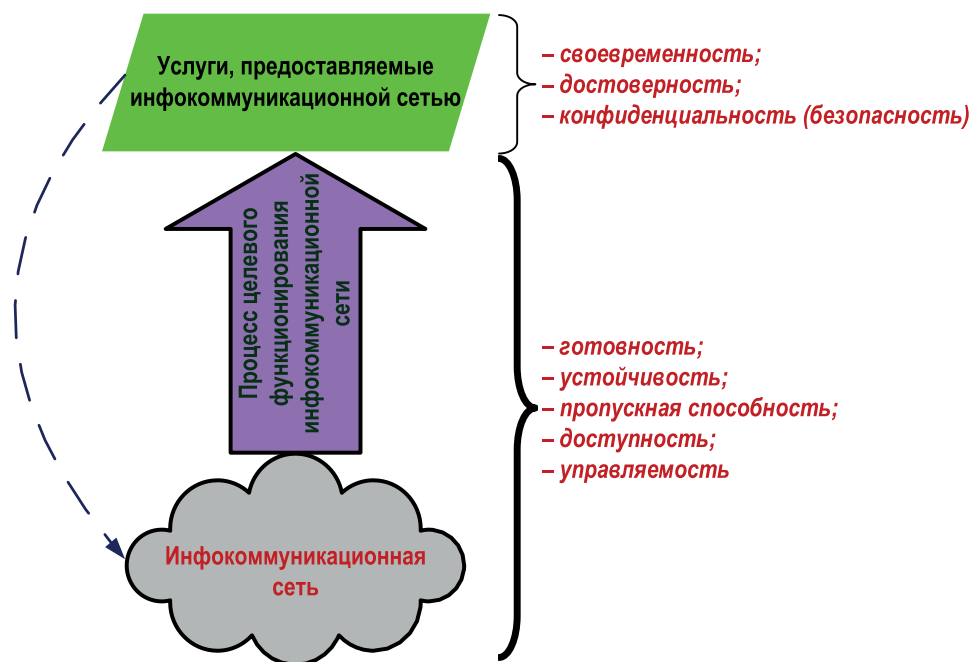 Услуги, предоставляемые
инфокоммуникационной сетью
– своевременность;
– достоверность;
– конфиденциальность (безопасность)
Процесс целевого
функционирования
инфокоммуникационной
сети
– готовность;
– устойчивость;
– пропускная способность;
– доступность;
– управляемость
Инфокоммуникационная
сеть